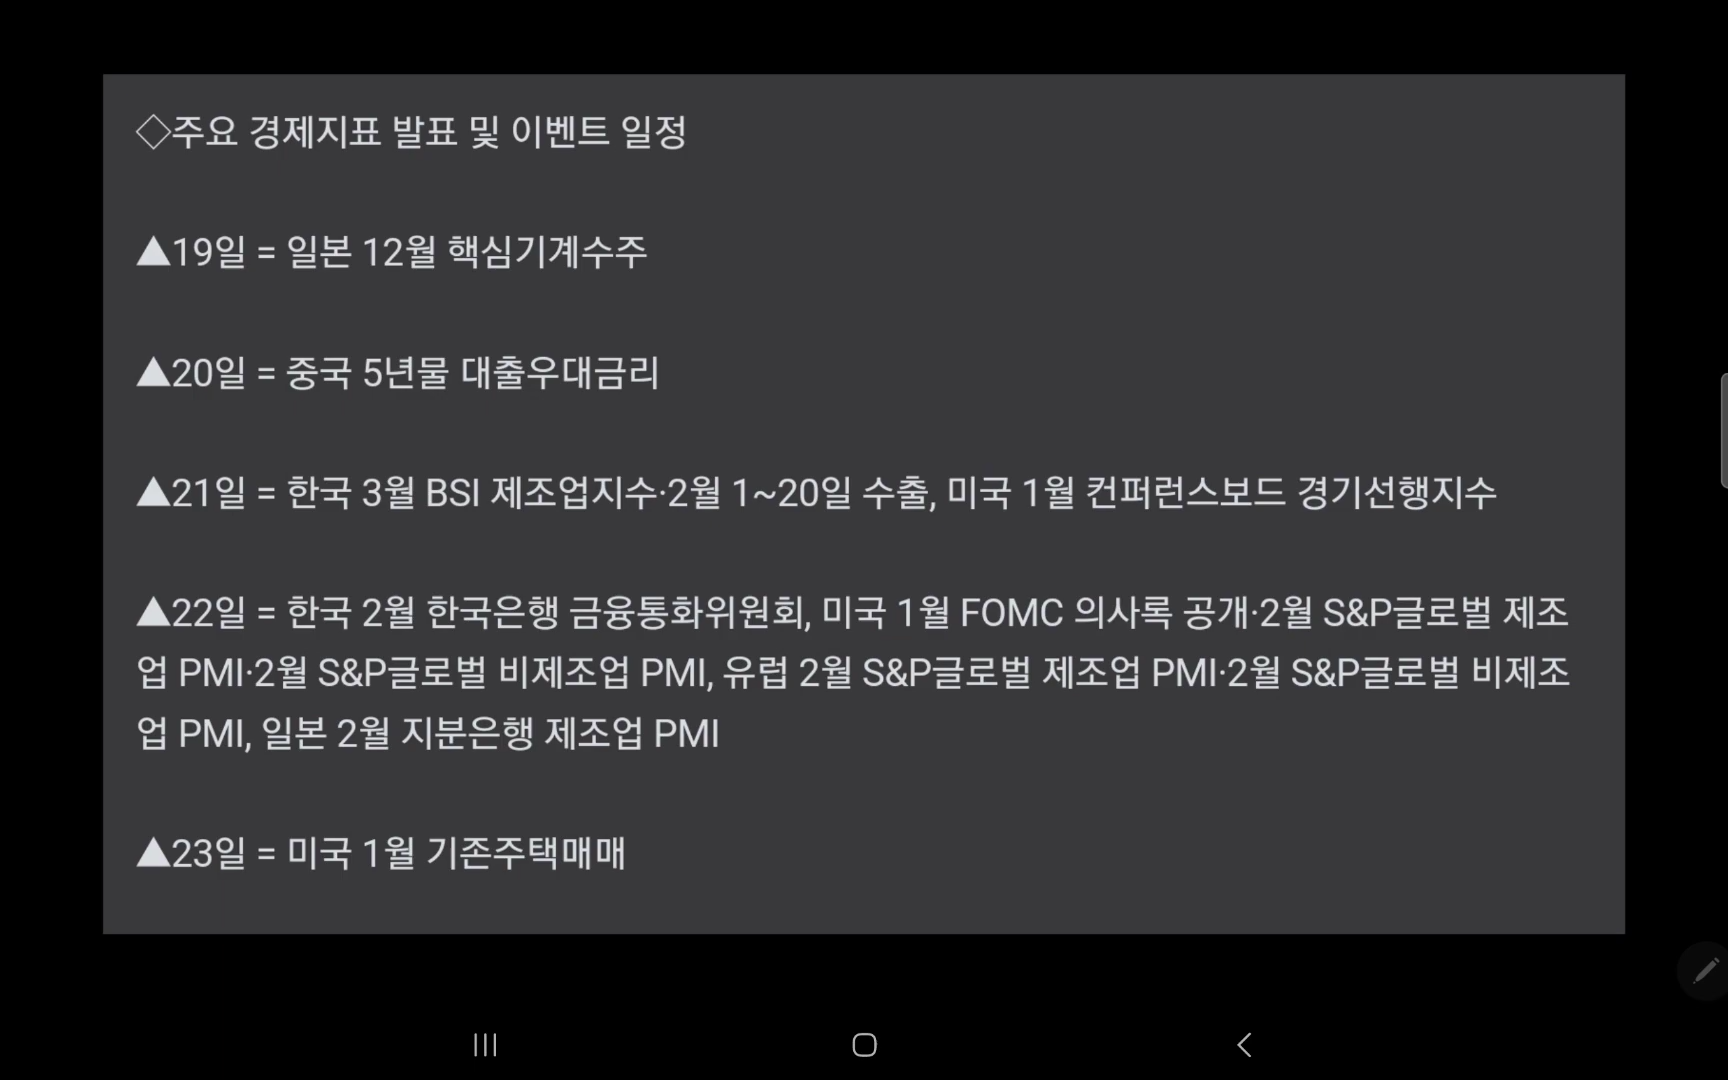 ◇주요 경제지표 발표 및 이벤트 일정
▲19일 = 일본 12월 핵심기계수주
▲20일 = 중국 5년물 대출우대금리
▲21일 = 한국 3월 BSI 제조업지수·2월 1~20일 수출, 미국 1월 컨퍼런스보드 경기선행지수
▲22일 = 한국 2월 한국은행 금융통화위원회, 미국 1월 FOMC 의사록 공개·2월 S&P글로벌 제조
업 PMI·2월 S&P글로벌 비제조업 PMI, 유럽 2월 S&P글로벌 제조업 PMI·2월 S&P글로벌 비제조
업 PMI, 일본 2월 지분은행 제조업 PMI
▲23일 = 미국 1월 기존주택매매